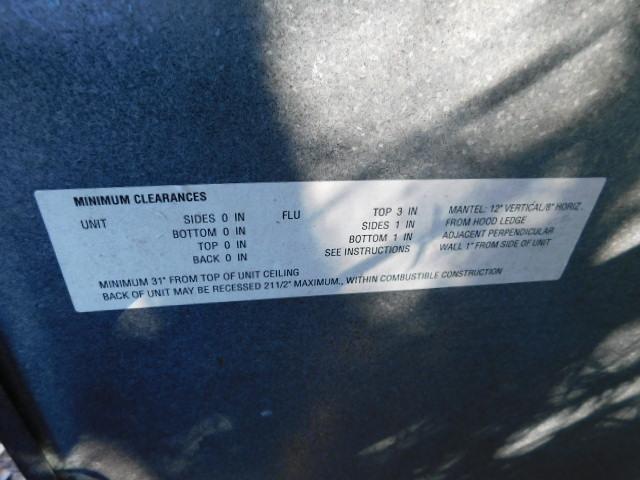 MINIMUM CLEARANCES
UNIT SIDES 0 IN FLU TOP 3 IN MANTEL: 12" VERTICAL/8" HORIZ.
BOTTOM 0 IN SIDES 1 IN FROM HOOD LEDGE
TOP 0 IN BOTTOM 1 IN ADJACENT PERPENDICULAR
BACK 0 IN SEE INSTRUCTIONS WALL 1" FROM SIDE OF UNIT
MINIMUM 31" FROM TOP OF UNIT CEILING
BACK OF UNIT MAY BE RECESSED 21 1/2" MAXIMUM., WITHIN COMBUSTIBLE CONSTRUCTION